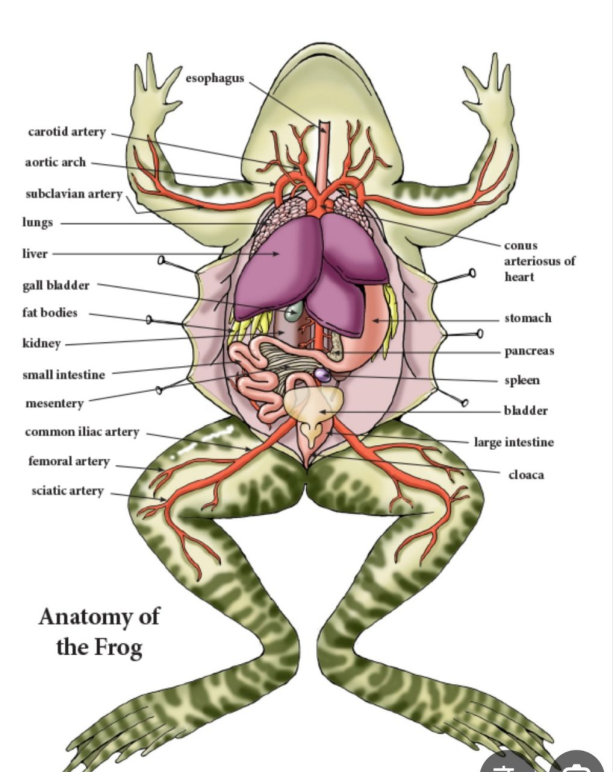 esophagus
carotid artery
aortic arch
subclavian artery
lungs
liver
gall bladder
fat bodies
kidney
small intestine
mesentery
common iliac artery
femoral artery
sciatic artery
conus
arteriosus of
heart
stomach
pancreas
spleen
bladder
large intestine
cloaca
Anatomy of
the Frog